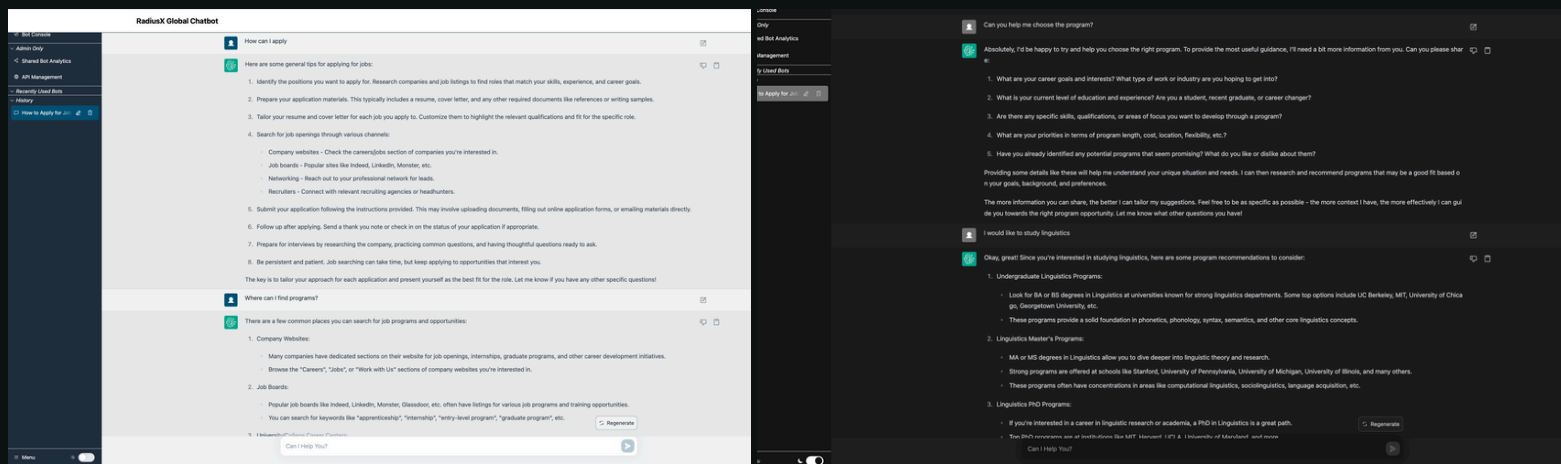 RadiusX Global Chatbot
Bot Console
Admin Only
Shared Bot Analytics
API Management
Recently Used Bots
History
How to Apply for Jo
Menu
How can I apply
Here are some general tips for applying for jobs:
1. Identify the positions you want to apply for. Research companies and job listings to find roles that match your skills, experience, and career goals.
2. Prepare your application materials. This typically includes a resume, cover letter, and any other required documents like references or writing samples.
3. Tailor your resume and cover letter for each job you apply to. Customize them to highlight the relevant qualifications and fit for the specific role.
4. Search for job openings through various channels:
Company websites - Check the careers/jobs section of companies you're interested in.
Job boards - Popular sites like Indeed, LinkedIn, Monster, etc.
Networking - Reach out to your professional network for leads.
Recruiters - Connect with relevant recruiting agencies or headhunters.
5. Submit your application following the instructions provided. This may involve uploading documents, filling out online application forms, or emailing materials directly.
6. Follow up after applying. Send a thank you note or check in on the status of your application if appropriate.
7. Prepare for interviews by researching the company, practicing common questions, and having thoughtful questions ready to ask.
8. Be persistent and patient. Job searching can take time, but keep applying to opportunities that interest you.
The key is to tailor your approach for each application and present yourself as the best fit for the role. Let me know if you have any other specific questions!
Where can I find programs?
There are a few common places you can search for job programs and opportunities:
1. Company Websites:
Many companies have dedicated sections on their website for job openings, internships, graduate programs, and other career development initiatives.
Browse the "Careers", "Jobs", or "Work with Us" sections of company websites you're interested in.
2. Job Boards:
Popular job boards like Indeed, LinkedIn, Monster, Glassdoor, etc. often have listings for various job programs and training opportunities.
You can search for keywords like "apprenticeship", "internship", "entry-level program", "graduate program", etc.
3. University/College Career Centers:
Regenerate
Can I Help You?
Console
Only
ed Bot Analytics
Management
ly Used Bots
to Apply for Jo
Can you help me choose the program?
Absolutely, I'd be happy to try and help you choose the right program. To provide the most useful guidance, I'll need a bit more information from you. Can you please shar
e:
1. What are your career goals and interests? What type of work or industry are you hoping to get into?
2. What is your current level of education and experience? Are you a student, recent graduate, or career changer?
3. Are there any specific skills, qualifications, or areas of focus you want to develop through a program?
4. What are your priorities in terms of program length, cost, location, flexibility, etc.?
5. Have you already identified any potential programs that seem promising? What do you like or dislike about them?
Providing some details like these will help me understand your unique situation and needs. I can then research and recommend programs that may be a good fit based o
n your goals, background, and preferences.
The more information you can share, the better I can tailor my suggestions. Feel free to be as specific as possible - the more context I have, the more effectively I can gui
de you towards the right program opportunity. Let me know what other questions you have!
I would like to study linguistics
Okay, great! Since you're interested in studying linguistics, here are some program recommendations to consider:
1. Undergraduate Linguistics Programs:
Look for BA or BS degrees in Linguistics at universities known for strong linguistics departments. Some top options include UC Berkeley, MIT, University of Chica
go, Georgetown University, etc.
These programs provide a solid foundation in phonetics, phonology, syntax, semantics, and other core linguistics concepts.
2. Linguistics Master's Programs:
MA or MS degrees in Linguistics allow you to dive deeper into linguistic theory and research.
Strong programs are offered at schools like Stanford, University of Pennsylvania, University of Michigan, University of Illinois, and many others.
These programs often have concentrations in areas like computational linguistics, sociolinguistics, language acquisition, etc.
3. Linguistics PhD Programs:
If you're interested in a career in linguistic research or academia, a PhD in Linguistics is a great path.
Top PhD programs are at institutions like MIT, Harvard, UCLA, University of Maryland, and more.
Regenerate
Can I Help You?